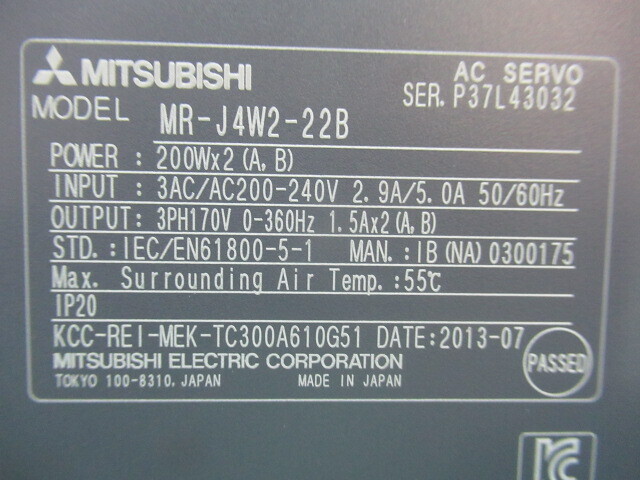 MITSUBISHI
AC SERVO
MODEL MR-J4W2-22B
SER. P37L43032
POWER : 200Wx2(A, B)
INPUT : 3AC/AC200-240V 2.9A/5.0A 50/60Hz
OUTPUT: 3PH170V 0-360Hz 1.5Ax2(A, B)
STD.:IEC/EN61800-5-1 MAN.:IB(NA)0300175
Max. Surrounding Air Temp.:55℃
IP20
KCC-REI-MEK-TC300A610G51 DATE:2013-07
MITSUBISHI ELECTRIC CORPORATION
PASSED
TOKYO 100-8310, JAPAN MADE IN JAPAN